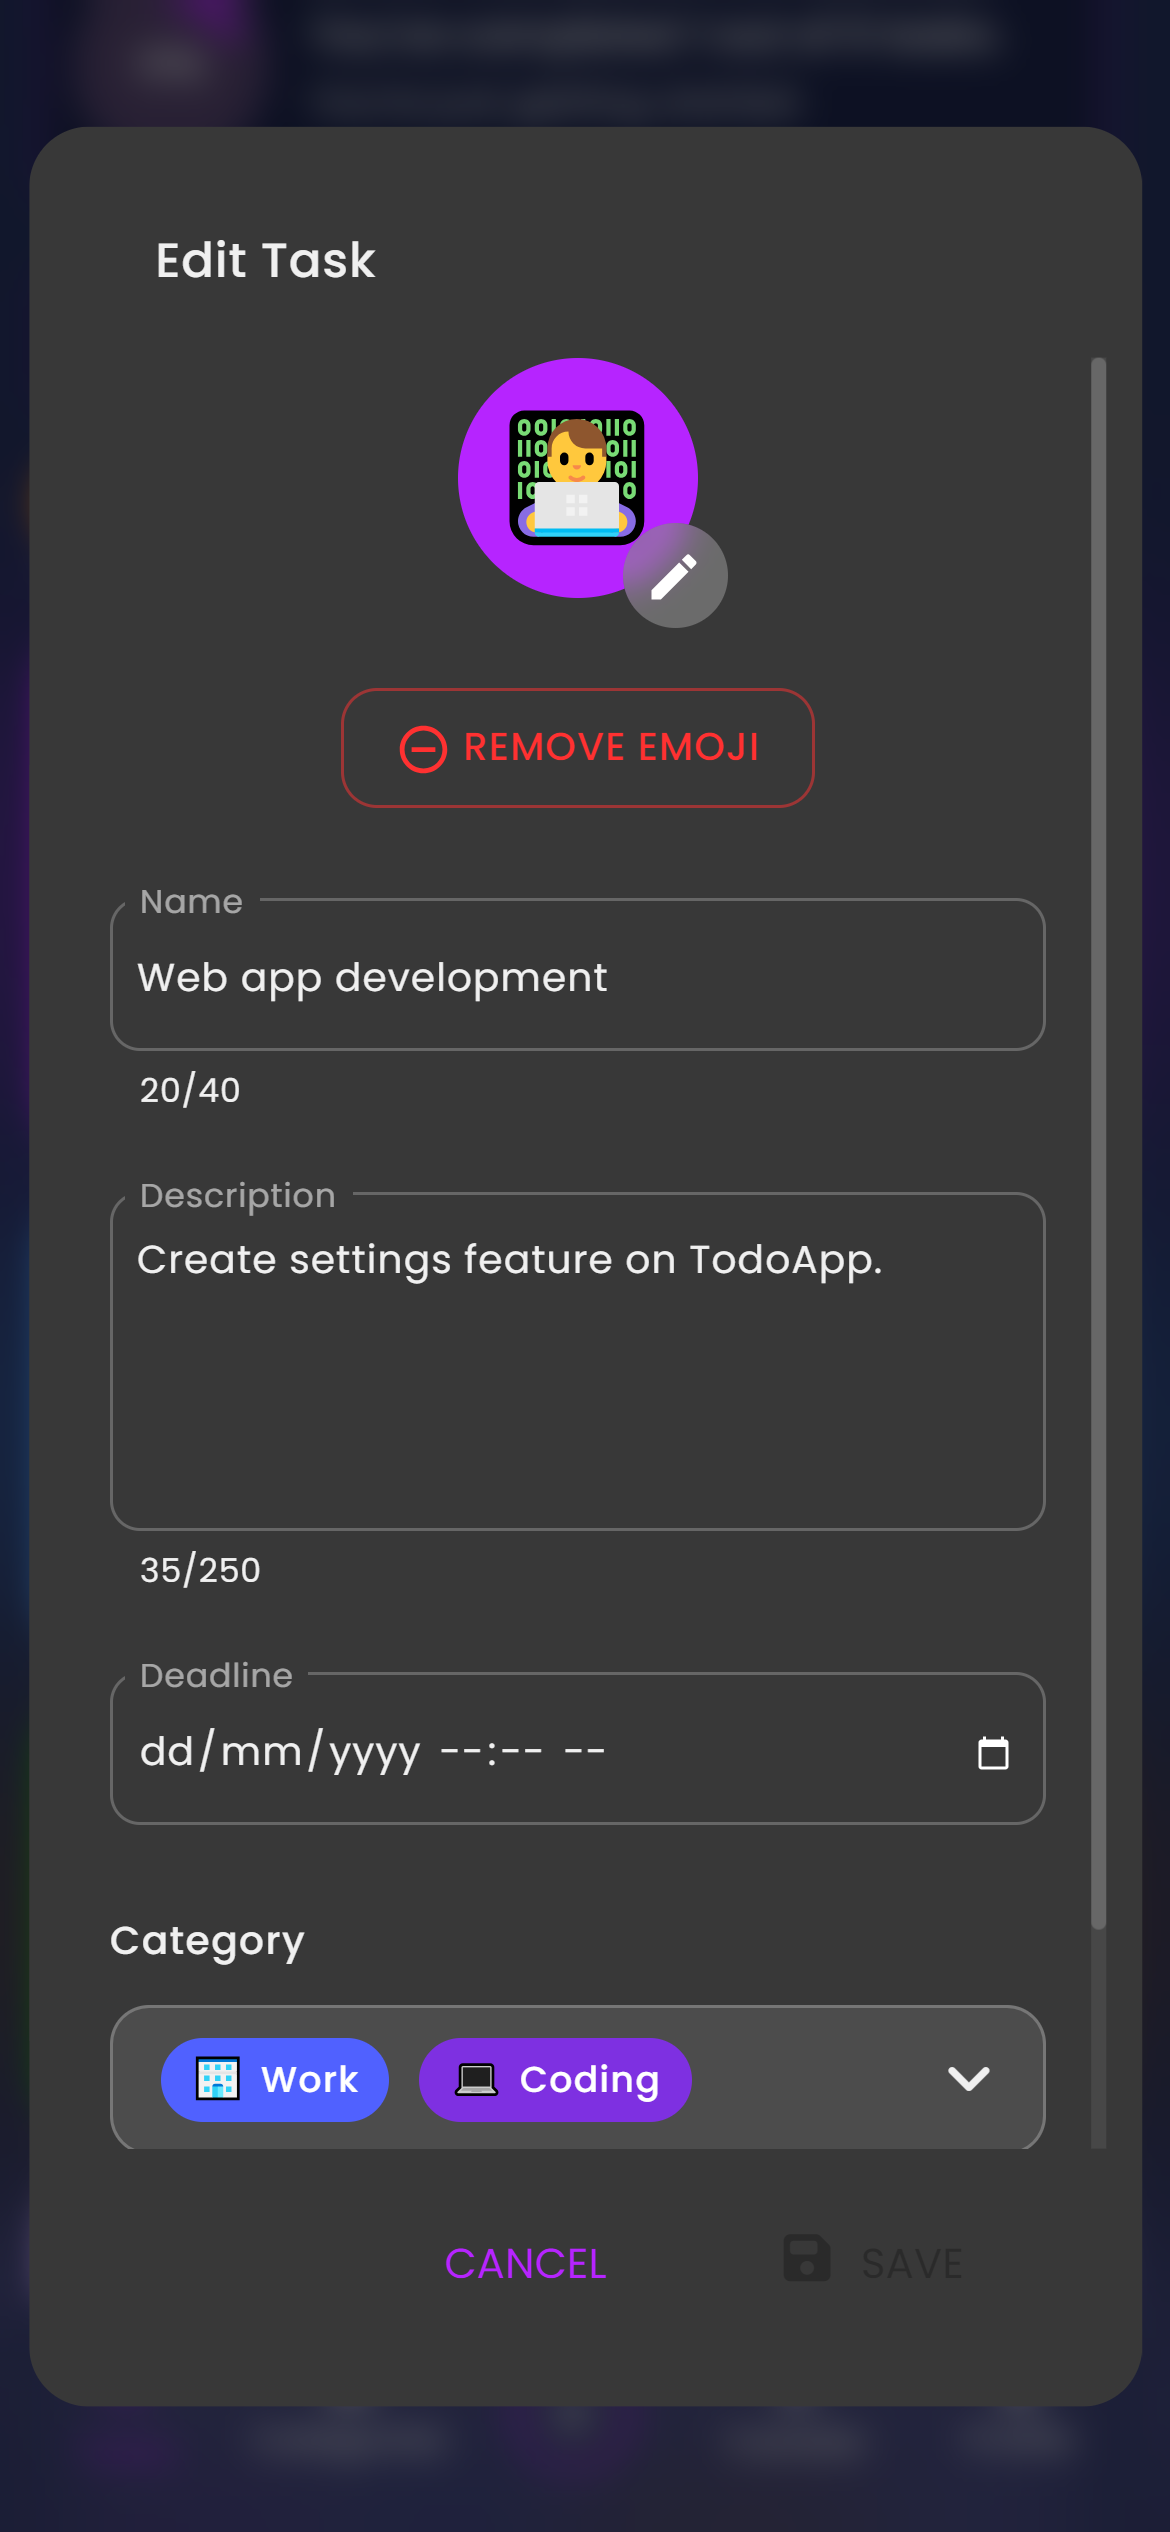 Edit Task
REMOVE EMOJI
Name
Web app development
20/40
Description
Create settings feature on TodoApp.
35/250
Deadline
dd/mm/yyyy --:-- --
Category
Work Coding
CANCEL SAVE